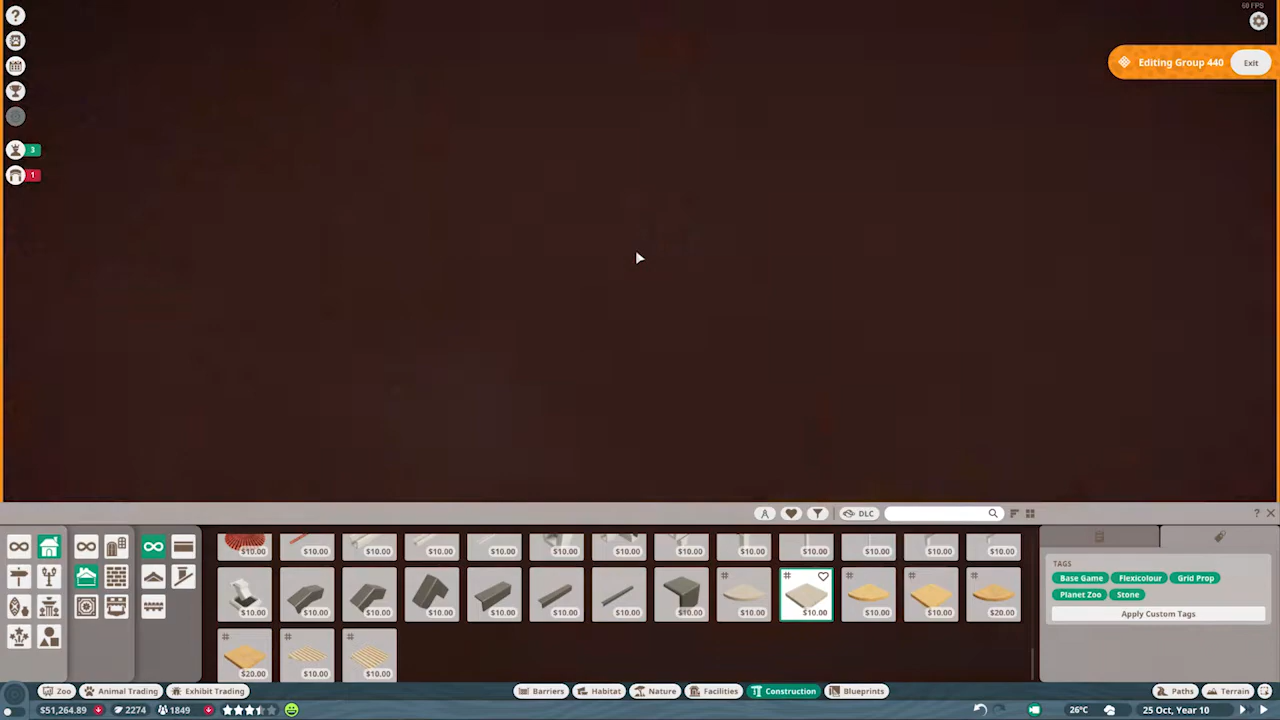 60 FPS
Editing Group 440
Exit
3
1
DLC
$10.00 $10.00 $10.00 $10.00 $10.00 $10.00 $10.00 $10.00 $10.00 $10.00 $10.00 $10.00 $10.00
$10.00 $10.00 $10.00 $10.00 $10.00 $10.00 $10.00 $10.00 $10.00 $10.00 $10.00 $10.00 $20.00
$20.00 $10.00 $10.00
TAGS
Base Game Flexicolour Grid Prop
Planet Zoo Stone
Apply Custom Tags
Zoo Animal Trading Exhibit Trading Barriers Habitat Nature Facilities Construction Blueprints Paths Terrain
$51,264.89 2274 1849 26°C 25 Oct, Year 10